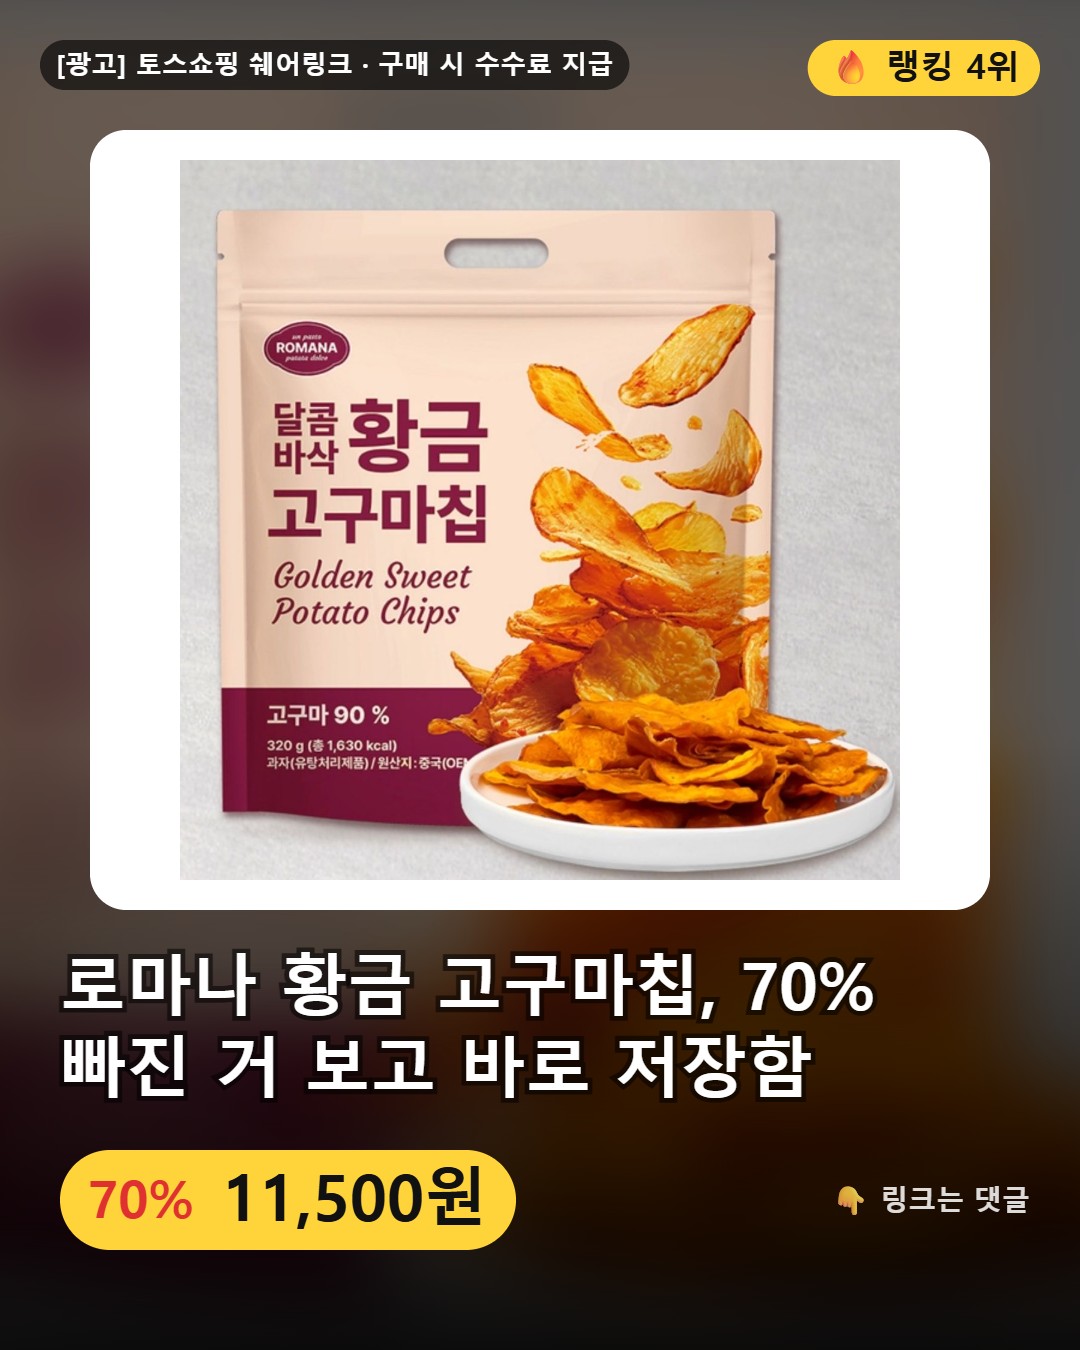 [광고] 토스쇼핑 쉐어링크 · 구매 시 수수료 지급
랭킹 4위
un pasto
ROMANA
patata dolce
달콤
바삭
황금
고구마칩
Golden Sweet
Potato Chips
고구마 90 %
320 g (총 1,630 kcal)
과자(유탕처리제품) / 원산지 : 중국(OEM
로마나 황금 고구마칩, 70%
빠진 거 보고 바로 저장함
70% 11,500원
링크는 댓글